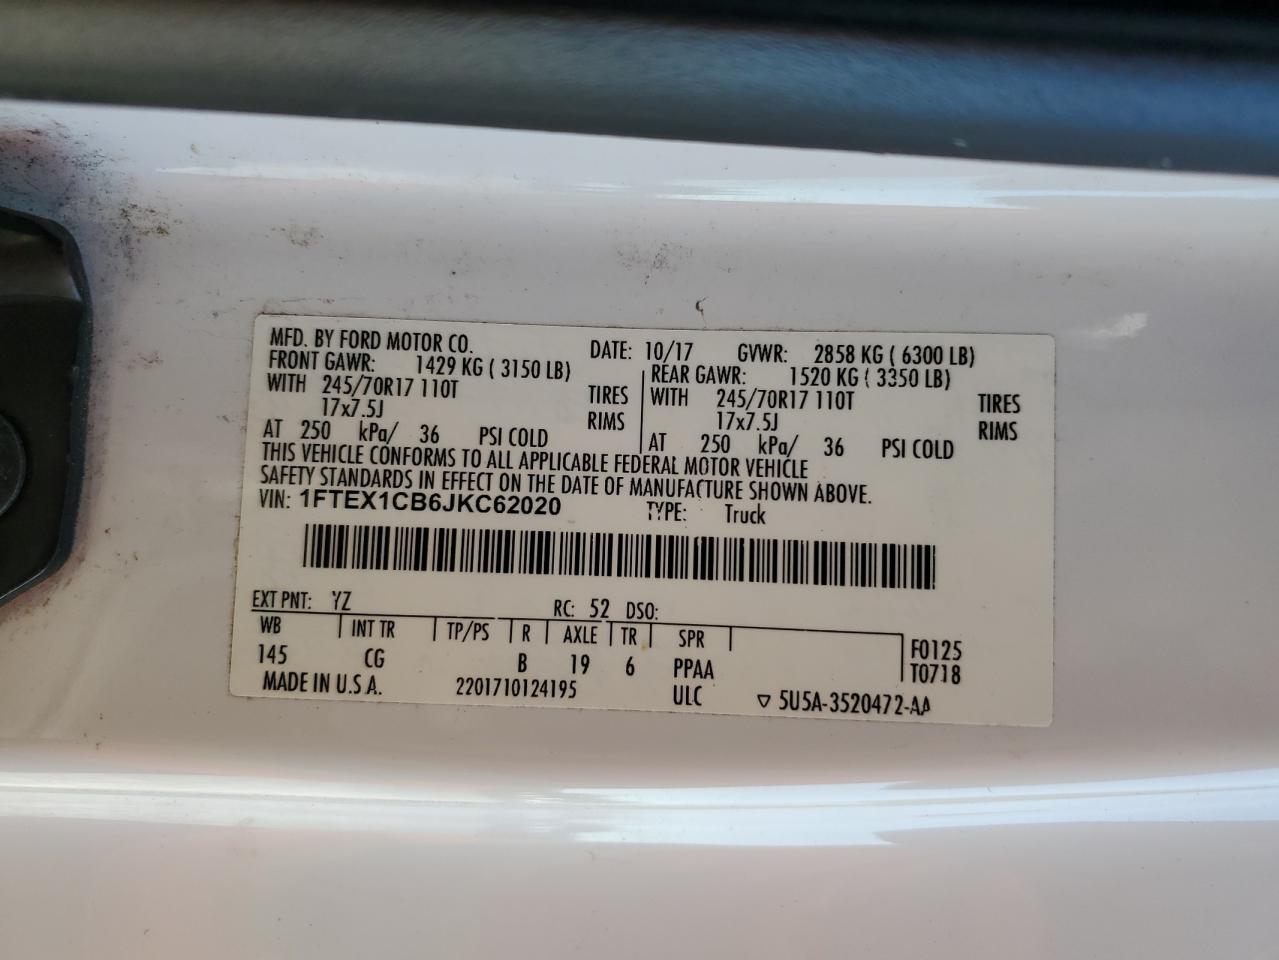 MFD. BY FORD MOTOR CO. DATE: 10/17 GVWR: 2858 KG ( 6300 LB)
FRONT GAWR: 1429 KG ( 3150 LB) REAR GAWR: 1520 KG ( 3350 LB)
WITH 245/70R17 110T TIRES WITH 245/70R17 110T TIRES
17x7.5J RIMS 17x7.5J RIMS
AT 250 kPa/ 36 PSI COLD AT 250 kPa/ 36 PSI COLD
THIS VEHICLE CONFORMS TO ALL APPLICABLE FEDERAL MOTOR VEHICLE
SAFETY STANDARDS IN EFFECT ON THE DATE OF MANUFACTURE SHOWN ABOVE.
VIN: 1FTEX1CB6JKC62020 TYPE: Truck
EXT PNT: YZ RC: 52 DSO:
WB INT TR TP/PS R AXLE TR SPR F0125
145 CG B 19 6 PPAA T0718
MADE IN U.S.A. 2201710124195 ULC ▽ 5U5A-3520472-AA